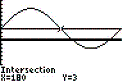 Intersection
X=180 Y=3